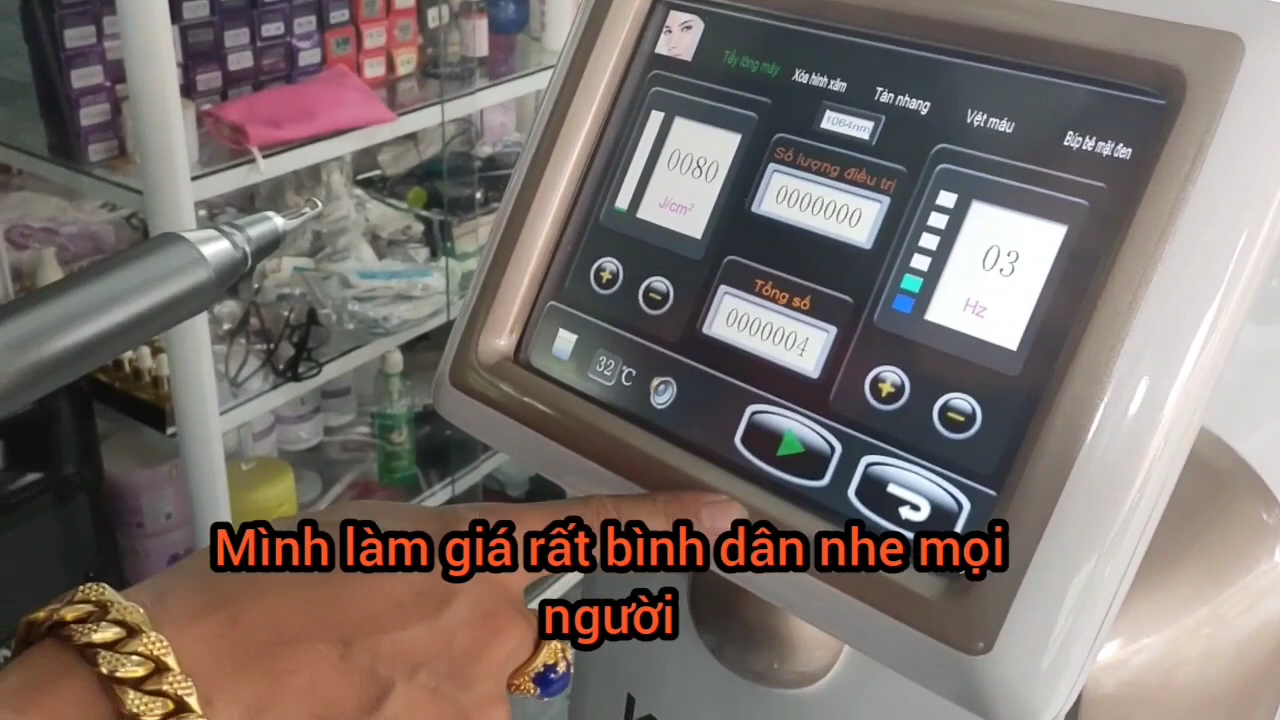 Tẩy lông mày
Xóa hình xăm
Tàn nhang
Vệt máu
Búp bê mặt đen
1064nm
0080
J/cm²
Số lượng điều trị
0000000
Tổng số
0000004
03
Hz
32 ℃
Mình làm giá rất bình dân nhe mọi
người